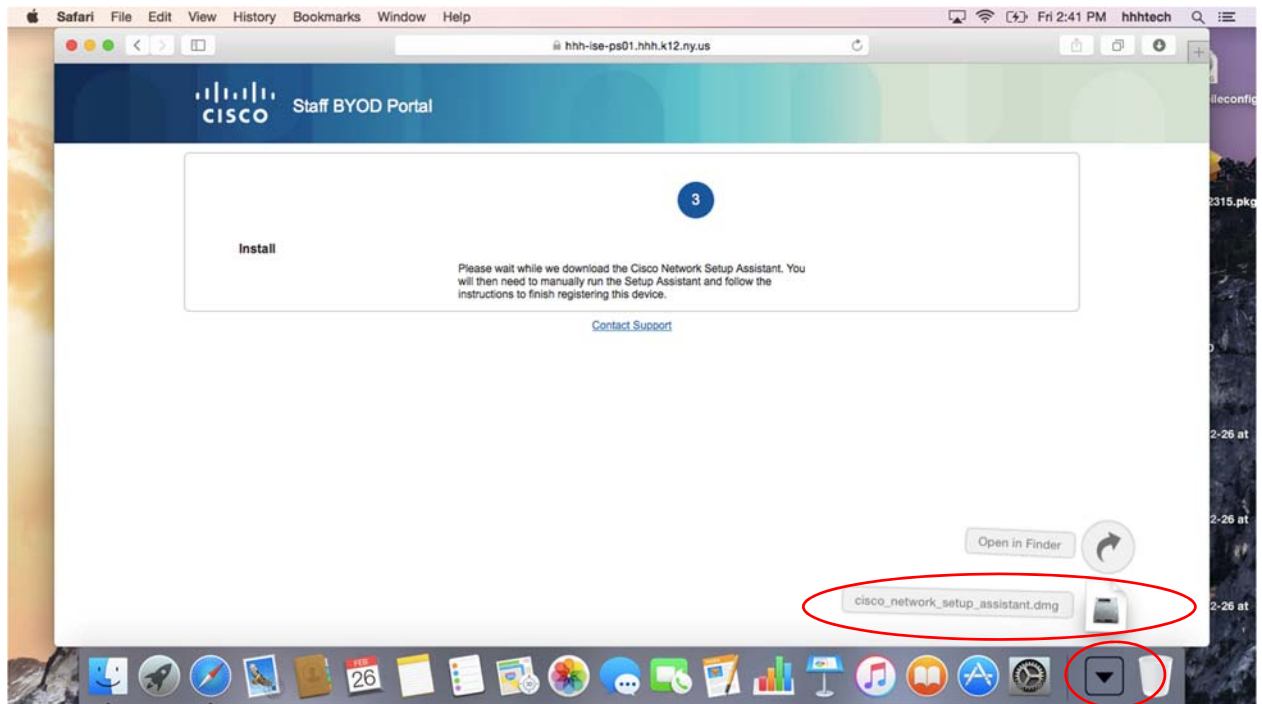 Safari File Edit View History Bookmarks Window Help Fri 2:41 PM hhhtech
hhh-ise-ps01.hhh.k12.ny.us
CISCO Staff BYOD Portal
ileconfig
3
2315.pkg
Install
Please wait while we download the Cisco Network Setup Assistant. You
will then need to manually run the Setup Assistant and follow the
instructions to finish registering this device.
Contact Support
2-26 at
2-26 at
Open in Finder
cisco_network_setup_assistant.dmg
2-26 at
FEB
26